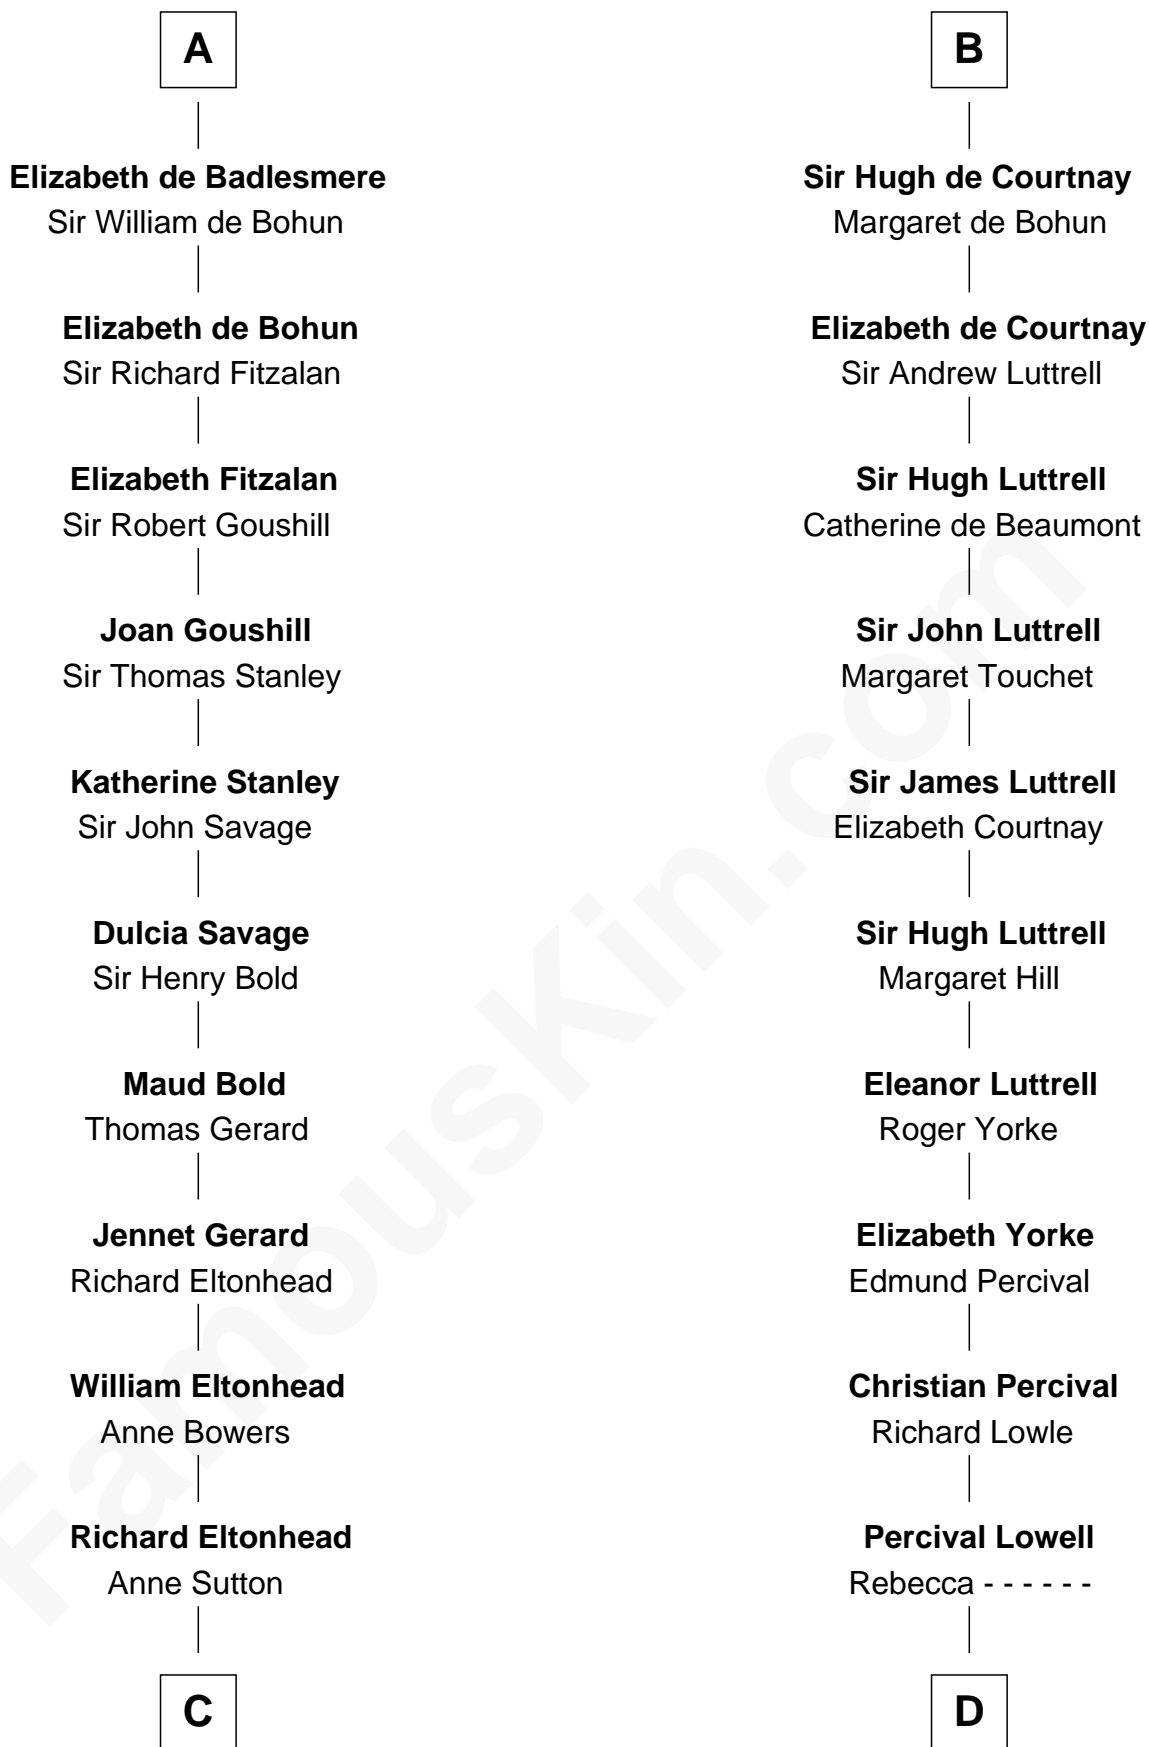 A
Elizabeth de Badlesmere
Sir William de Bohun
Elizabeth de Bohun
Sir Richard Fitzalan
Elizabeth Fitzalan
Sir Robert Goushill
Joan Goushill
Sir Thomas Stanley
Katherine Stanley
Sir John Savage
Dulcia Savage
Sir Henry Bold
Maud Bold
Thomas Gerard
Jennet Gerard
Richard Eltonhead
William Eltonhead
Anne Bowers
Richard Eltonhead
Anne Sutton
C
B
Sir Hugh de Courtnay
Margaret de Bohun
Elizabeth de Courtnay
Sir Andrew Luttrell
Sir Hugh Luttrell
Catherine de Beaumont
Sir John Luttrell
Margaret Touchet
Sir James Luttrell
Elizabeth Courtnay
Sir Hugh Luttrell
Margaret Hill
Eleanor Luttrell
Roger Yorke
Elizabeth Yorke
Edmund Percival
Christian Percival
Richard Lowle
Percival Lowell
Rebecca - - - - - -
D
FamousKin.com